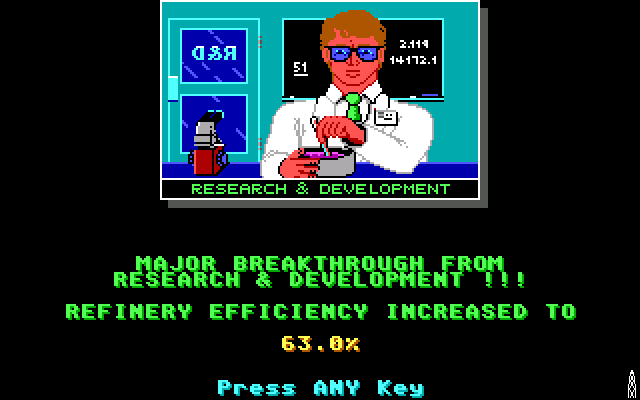 R&D
2.119
14172.1
51
RESEARCH & DEVELOPMENT
MAJOR BREAKTHROUGH FROM
RESEARCH & DEVELOPMENT !!!
REFINERY EFFICIENCY INCREASED TO
63.0%
Press ANY Key